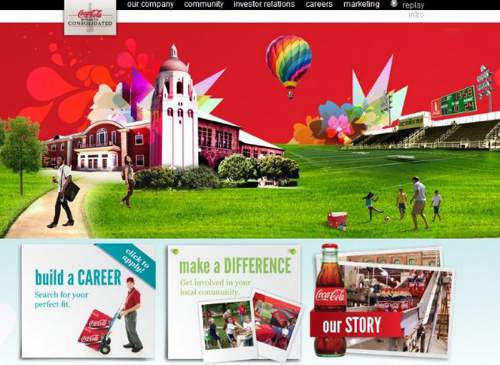 our company community investor relations careers marketing replay intro
Coca-Cola
CONSOLIDATED
click to apply!
build a CAREER
Search for your
perfect fit.
make a DIFFERENCE
Get involved in your
local community.
Coca-Cola
our STORY